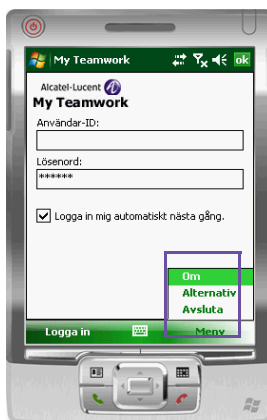 My Teamwork
ok
Alcatel-Lucent
My Teamwork
Användar-ID:
Lösenord:
******
Logga in mig automatiskt nästa gång.
Om
Alternativ
Avsluta
Logga in
Meny